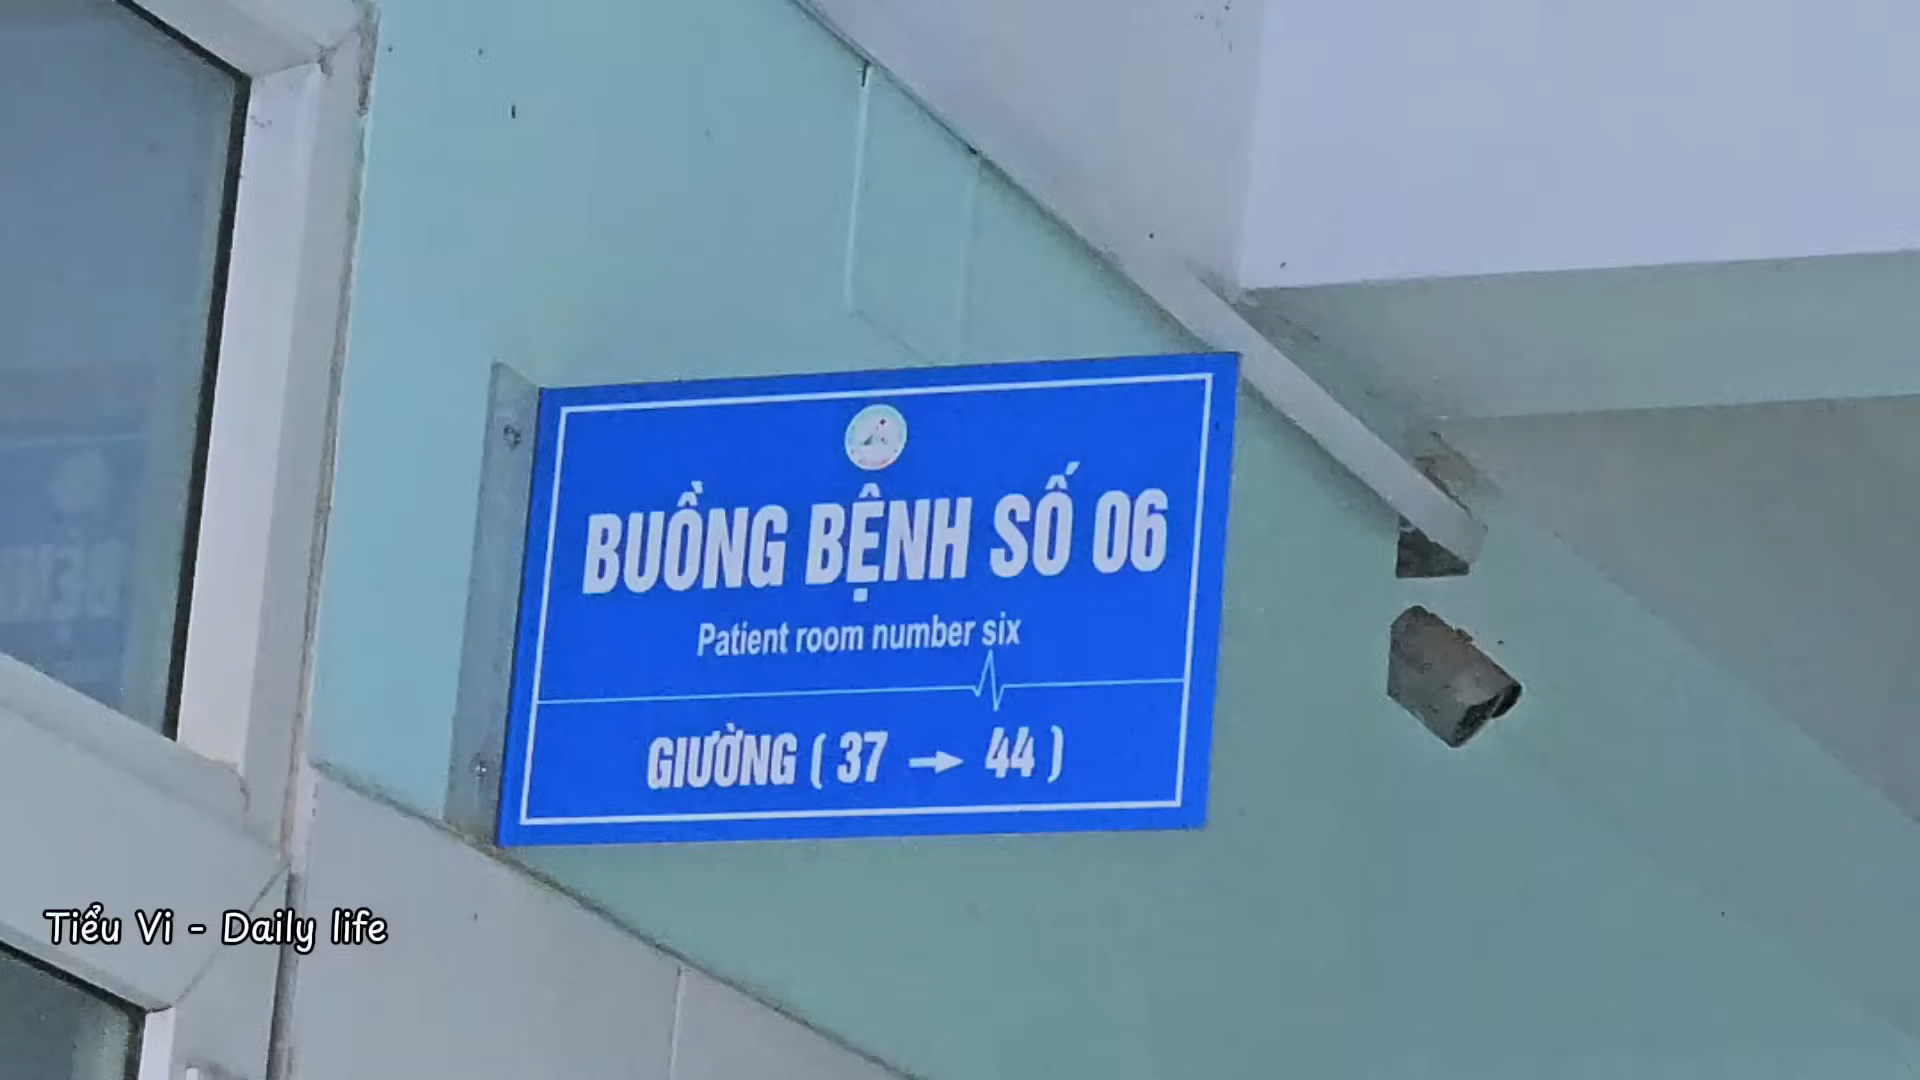 BUỒNG BỆNH SỐ 06
Patient room number six
GIƯỜNG ( 37 → 44 )
Tiểu Vi - Daily life